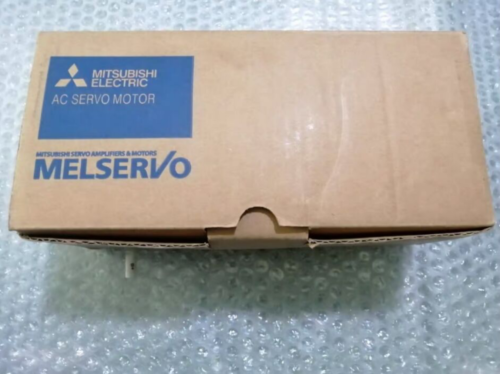 MITSUBISHI
ELECTRIC
AC SERVO MOTOR
MITSUBISHI SERVO AMPLIFIERS & MOTORS
MELSERVO